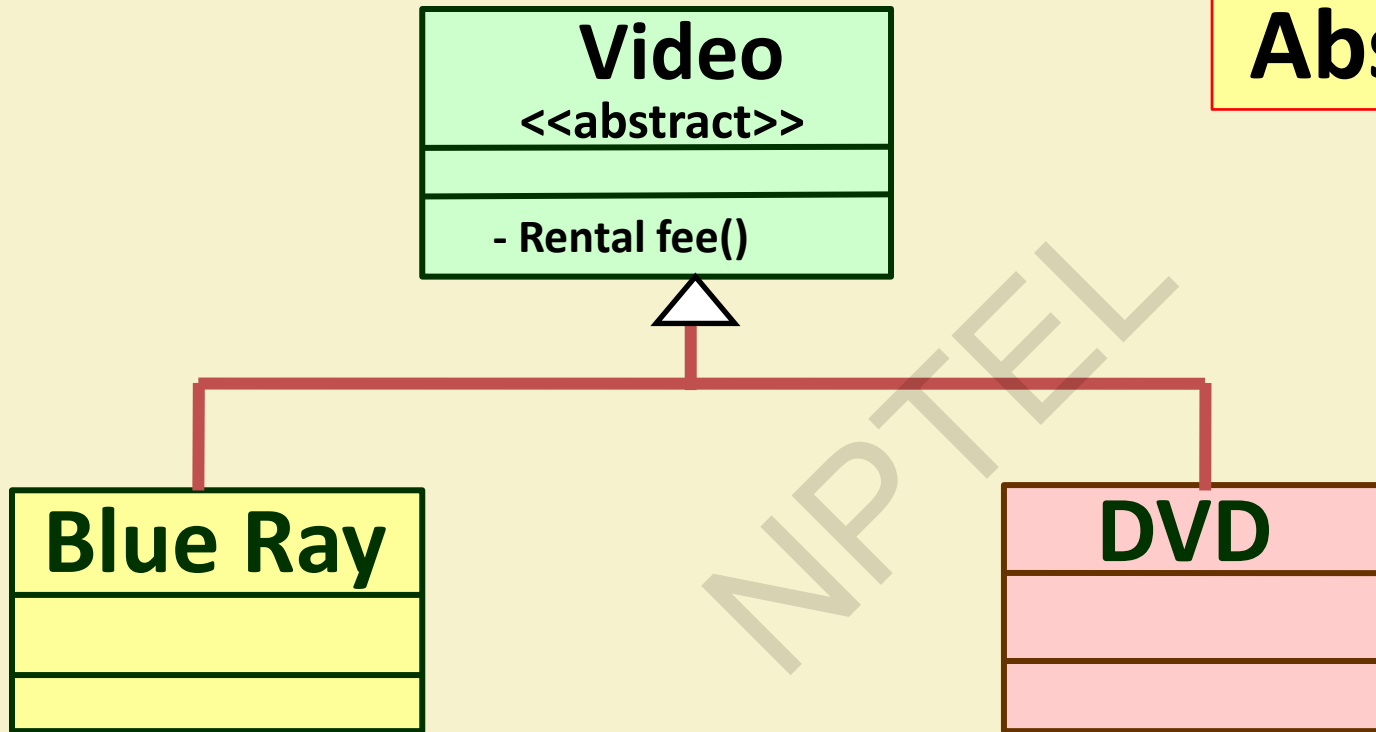 Video
<<abstract>>
- Rental fee()
Abs
NPTEL
Blue Ray
DVD